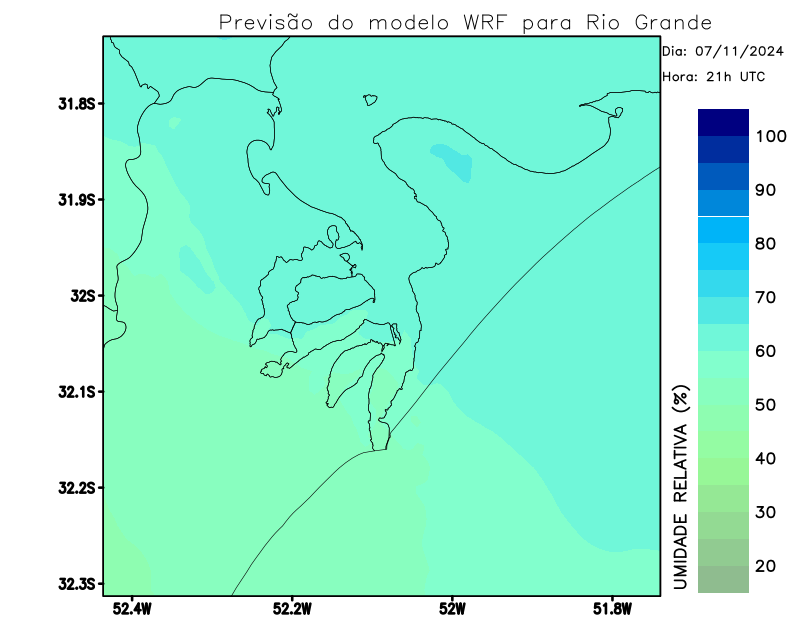 Previsão do modelo WRF para Rio Grande
Dia: 07/11/2024
Hora: 21h UTC
31.8S
31.9S
32S
32.1S
32.2S
32.3S
52.4W
52.2W
52W
51.8W
100
90
80
70
60
50
40
30
20
UMIDADE RELATIVA (%)